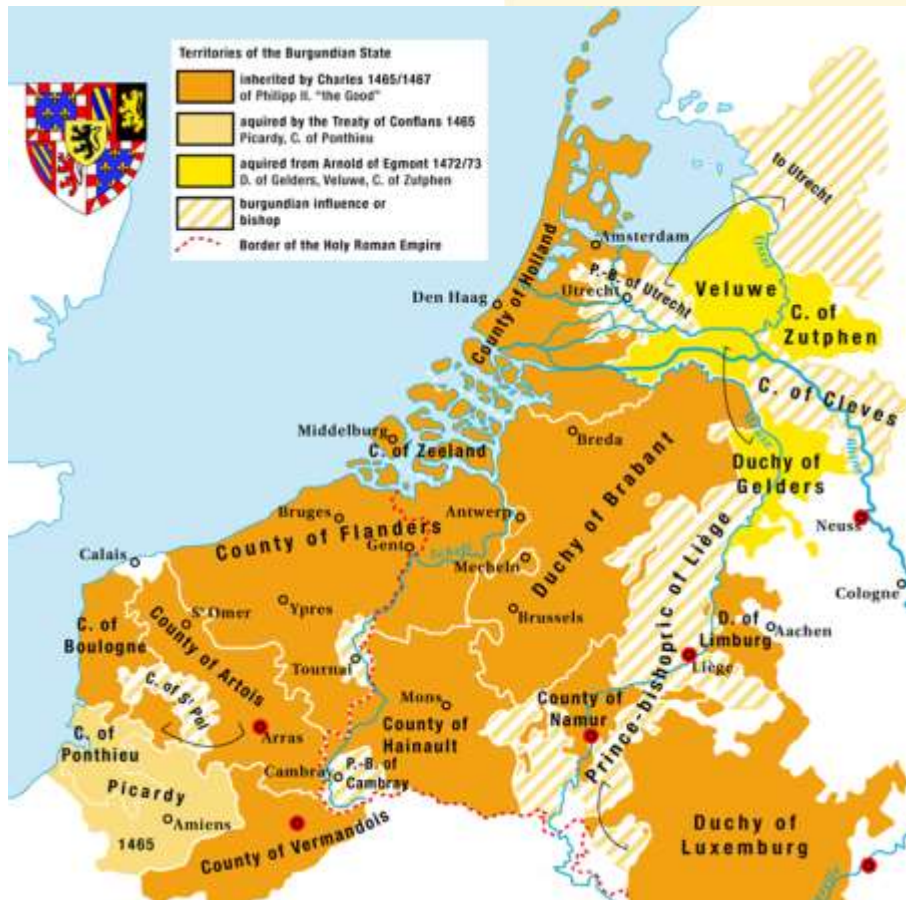 Territories of the Burgundian State
inherited by Charles 1465/1467
of Philipp II. "the Good"
aquired by the Treaty of Conflans 1465
Picardy, C. of Ponthieu
aquired from Arnold of Egmont 1472/73
D. of Gelders, Veluwe, C. of Zutphen
burgundian influence or
bishop
Border of the Holy Roman Empire
to Utrecht
Amsterdam
County of Holland
P.-B. of Utrecht
Utrecht
Den Haag
Veluwe
Ijssel
C. of
Zutphen
C. of Cleves
Middelburg
C. of Zeeland
Breda
Duchy of Brabant
Duchy of
Gelders
Neuss
Bruges
County of Flanders
Antwerp
Gent
Calais
Mecheln
Cologne
Ypres
St Omer
Brussels
C. of
Boulogne
County of Artois
Prince-bishopric of Liège
D. of
Limburg
Aachen
Tournai
Liège
C. of St Pol
Mons
County of
Namur
County of
Hainault
Arras
C. of
Ponthieu
Cambray
P.-B. of
Cambray
Picardy
Amiens
1465
County of Vermandois
Duchy of
Luxemburg